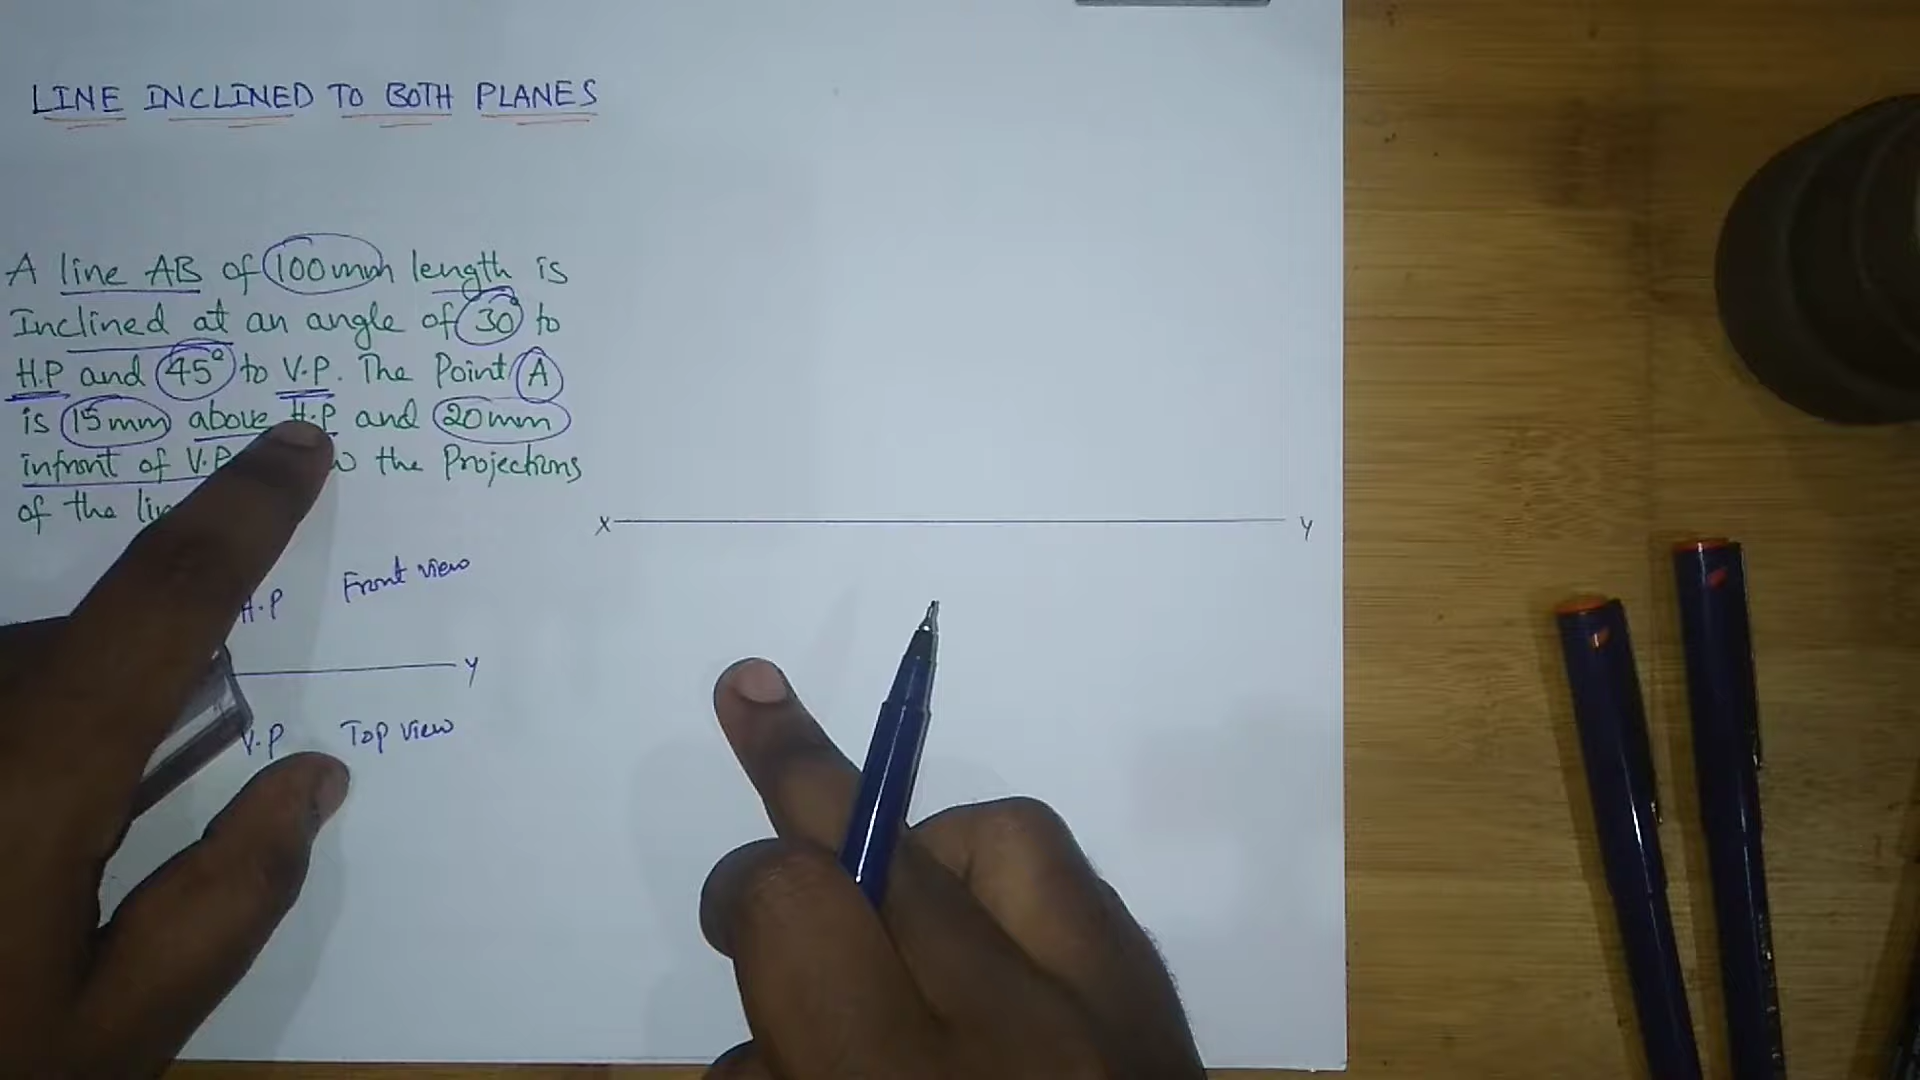 LINE INCLINED TO BOTH PLANES
A line AB of 100mm length is
Inclined at an angle of 30° to
H.P and 45° to V.P. The Point A
is 15mm above H.P and 20mm
infront of V.P the Projections
of the
H.P Front view
X Y
Y
V.P Top view